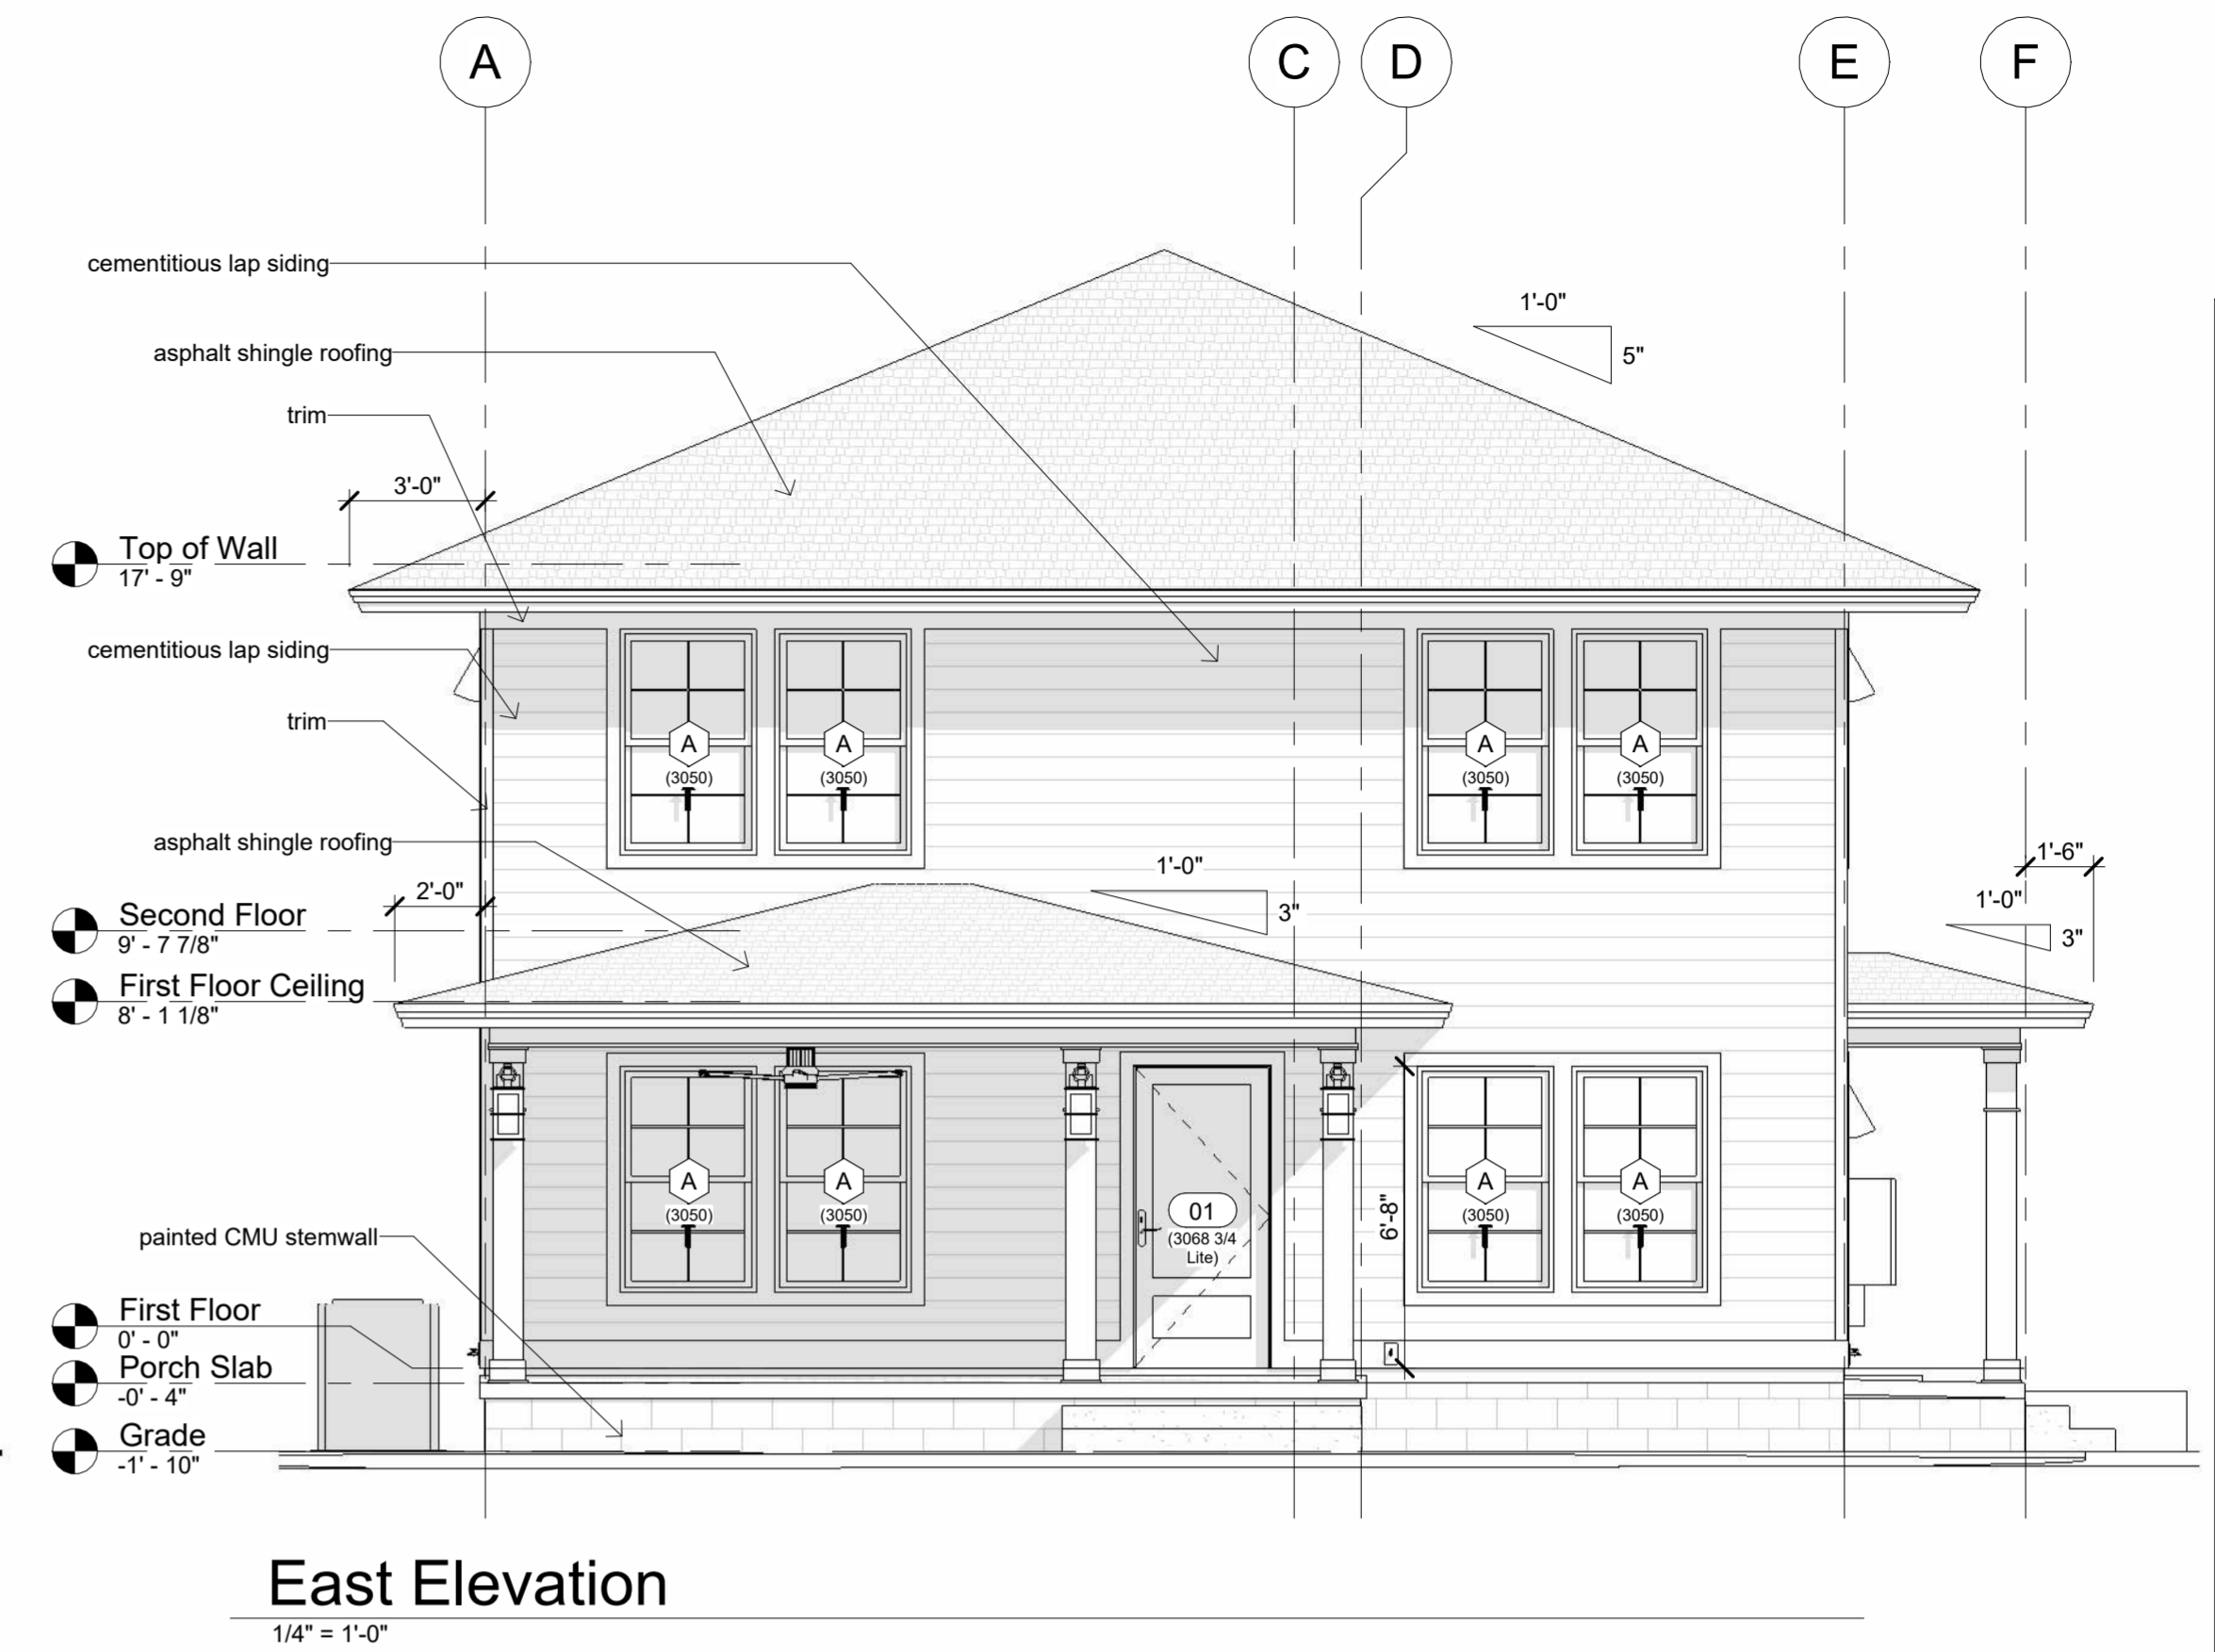 A
C
D
E
F
cementitious lap siding
1'-0"
asphalt shingle roofing
5"
trim
3'-0"
Top of Wall
17' - 9"
cementitious lap siding
trim
A
A
A
A
(3050)
(3050)
(3050)
(3050)
asphalt shingle roofing
1'-0"
1'-6"
2'-0"
3"
1'-0"
Second Floor
9' - 7 7/8"
3"
First Floor Ceiling
8' - 1 1/8"
A
A
A
A
(3050)
(3050)
(3050)
(3050)
01
(3068 3/4
Lite)
6'-8"
painted CMU stemwall
First Floor
0' - 0"
Porch Slab
-0' - 4"
Grade
-1' - 10"
East Elevation
1/4" = 1'-0"